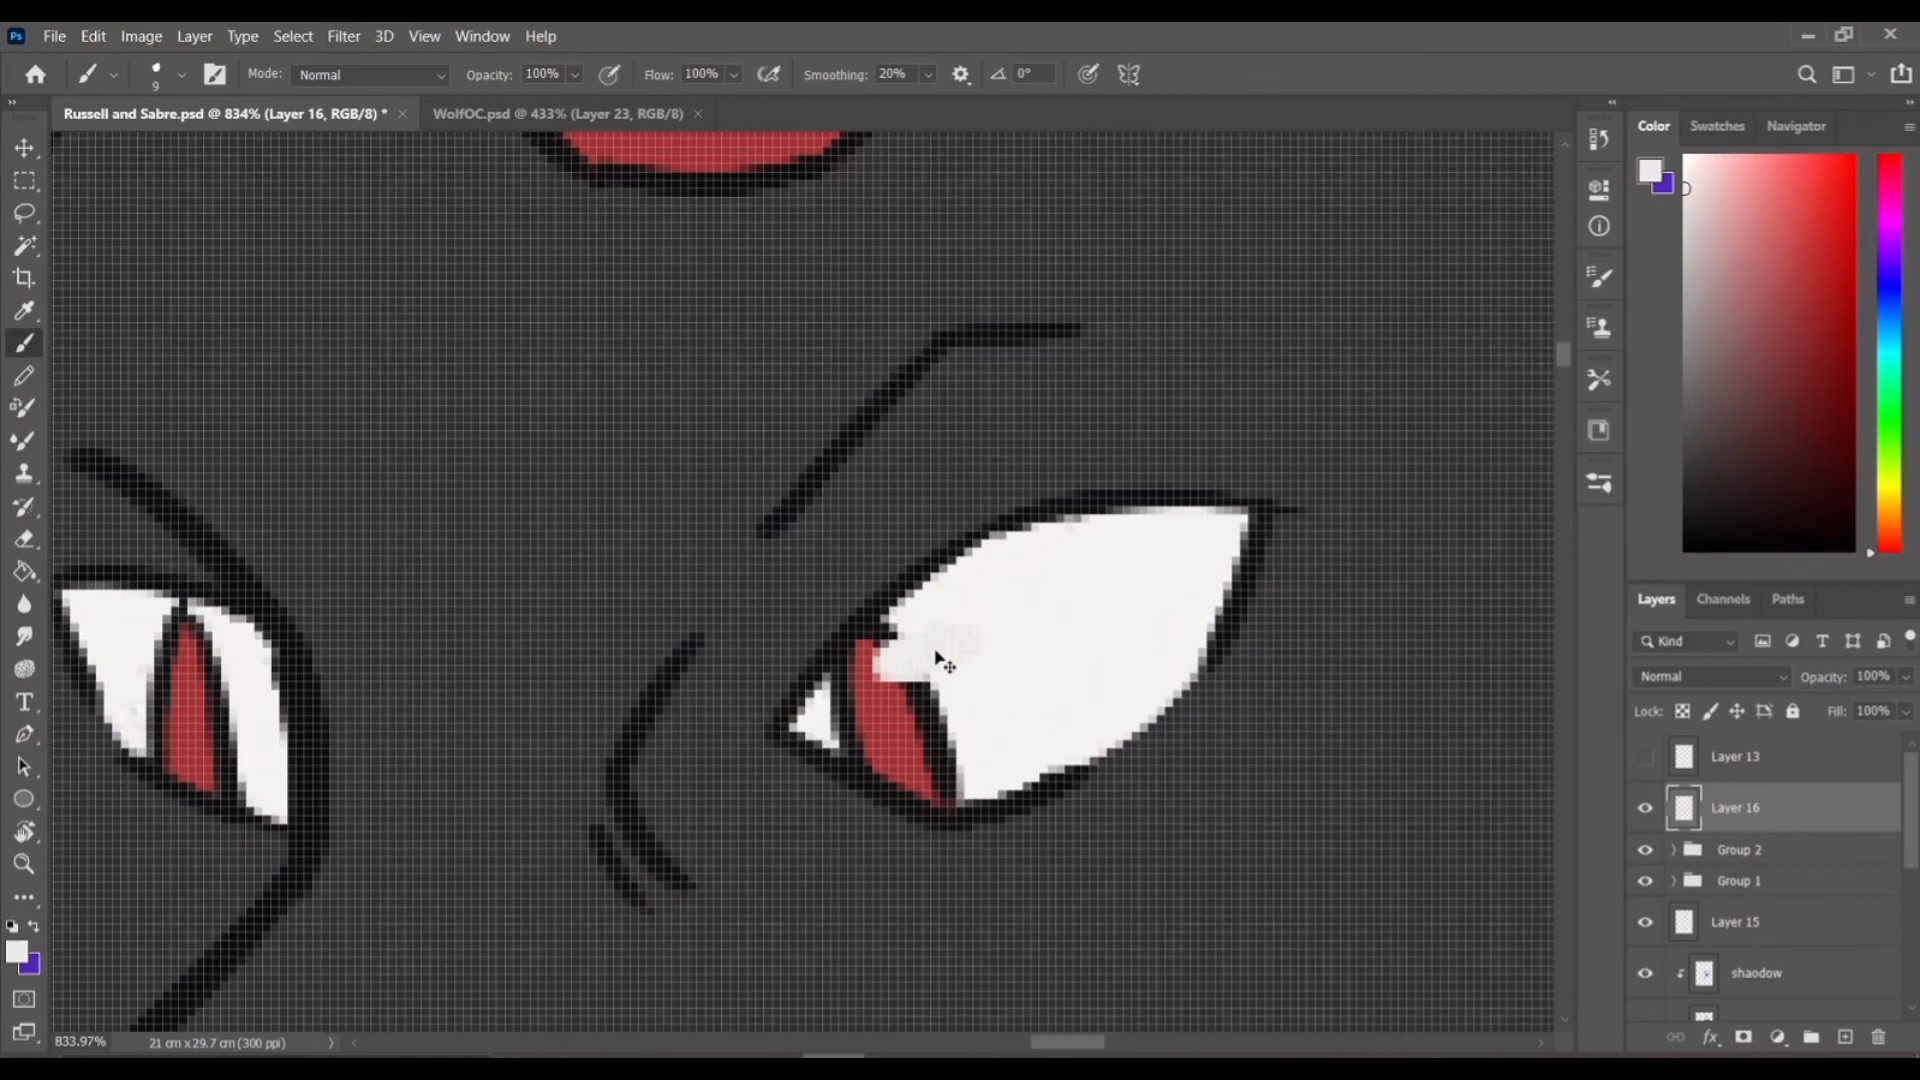 Ps File Edit Image Layer Type Select Filter 3D View Window Help
9 Mode: Normal Opacity: 100% Flow: 100% Smoothing: 20% 0°
Russell and Sabre.psd @ 834% (Layer 16, RGB/8) * × WolfOC.psd @ 433% (Layer 23, RGB/8) ×
Color Swatches Navigator
Layers Channels Paths
Kind
Normal Opacity: 100%
Lock: Fill: 100%
Layer 13
Layer 16
Group 2
Group 1
Layer 15
shaodow
fx
833.97% 21 cm x 29.7 cm (300 ppi)